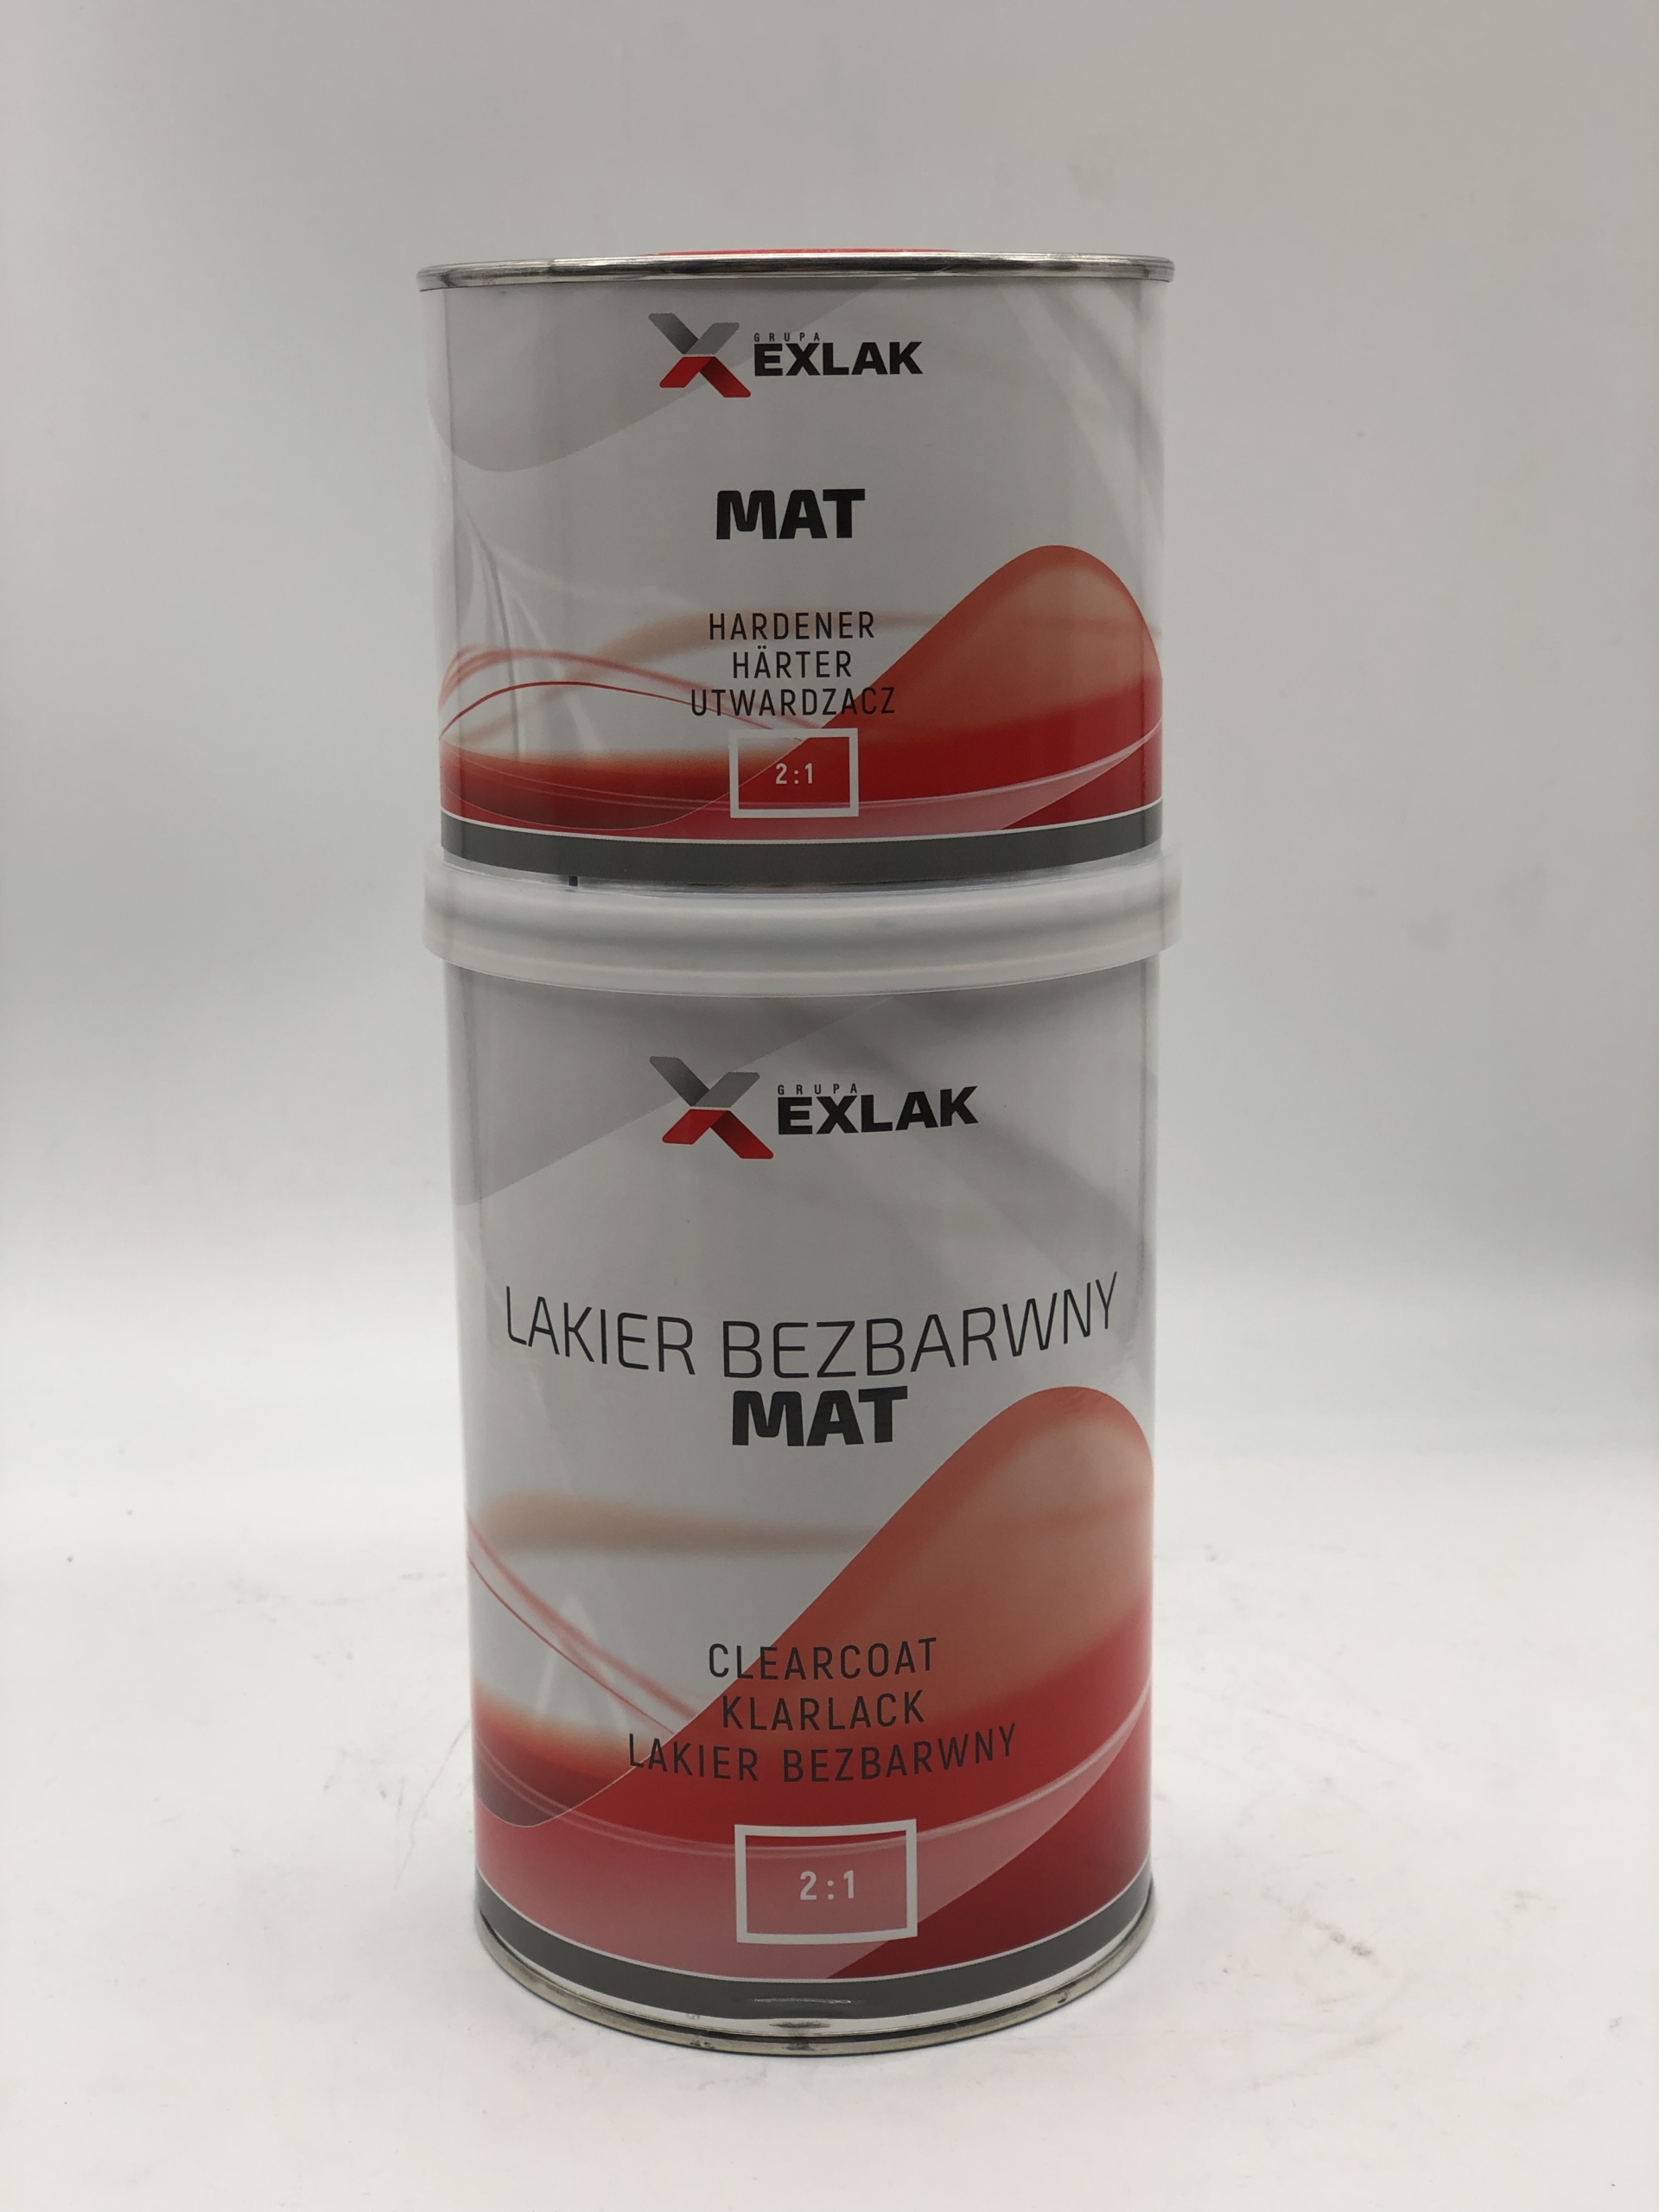 GRUPA
EXLAK
MAT
HARDENER
HÄRTER
UTWARDZACZ
2:1
GRUPA
EXLAK
LAKIER BEZBARWNY
MAT
CLEARCOAT
KLARLACK
LAKIER BEZBARWNY
2:1